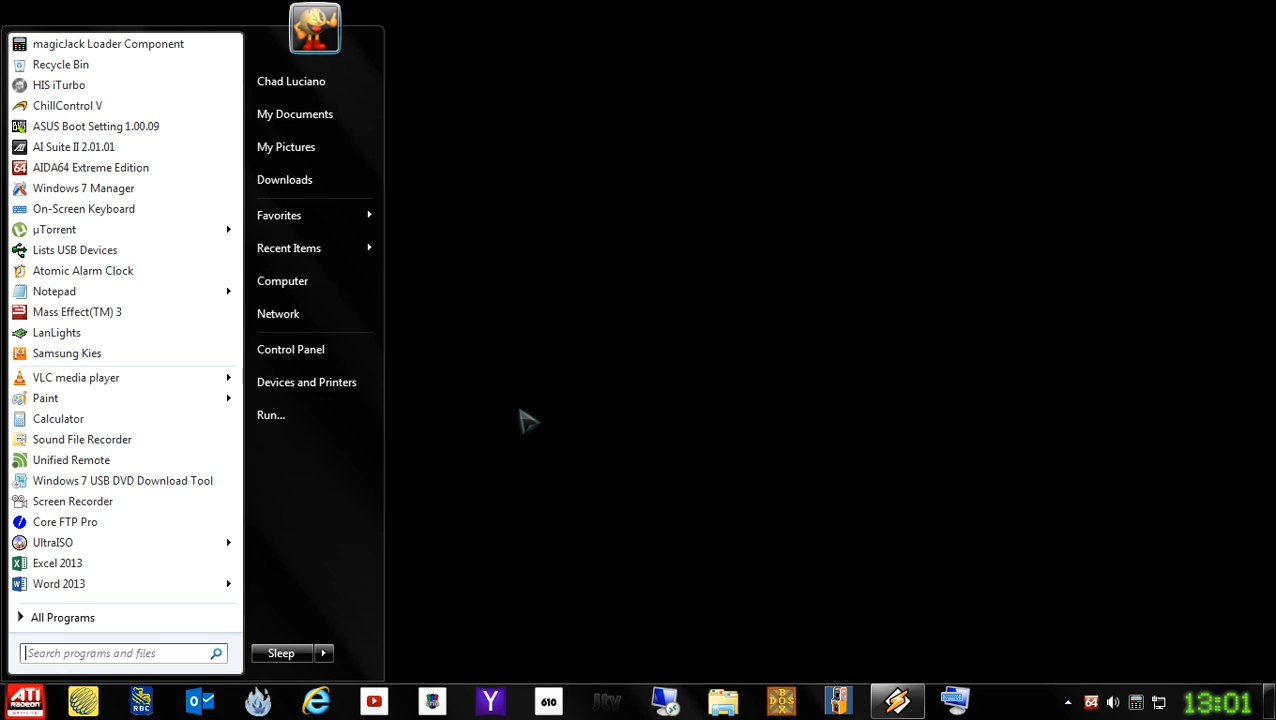 magicJack Loader Component
Recycle Bin
HIS iTurbo
ChillControl V
ASUS Boot Setting 1.00.09
AI Suite II 2.01.01
AIDA64 Extreme Edition
Windows 7 Manager
On-Screen Keyboard
µTorrent
Lists USB Devices
Atomic Alarm Clock
Notepad
Mass Effect(TM) 3
LanLights
Samsung Kies
VLC media player
Paint
Calculator
Sound File Recorder
Unified Remote
Windows 7 USB DVD Download Tool
Screen Recorder
Core FTP Pro
UltraISO
Excel 2013
Word 2013
All Programs
Search programs and files
Chad Luciano
My Documents
My Pictures
Downloads
Favorites
Recent Items
Computer
Network
Control Panel
Devices and Printers
Run...
Sleep
ATI
RADEON
RBC
Y
610
Jtv
DOS
64
13:01